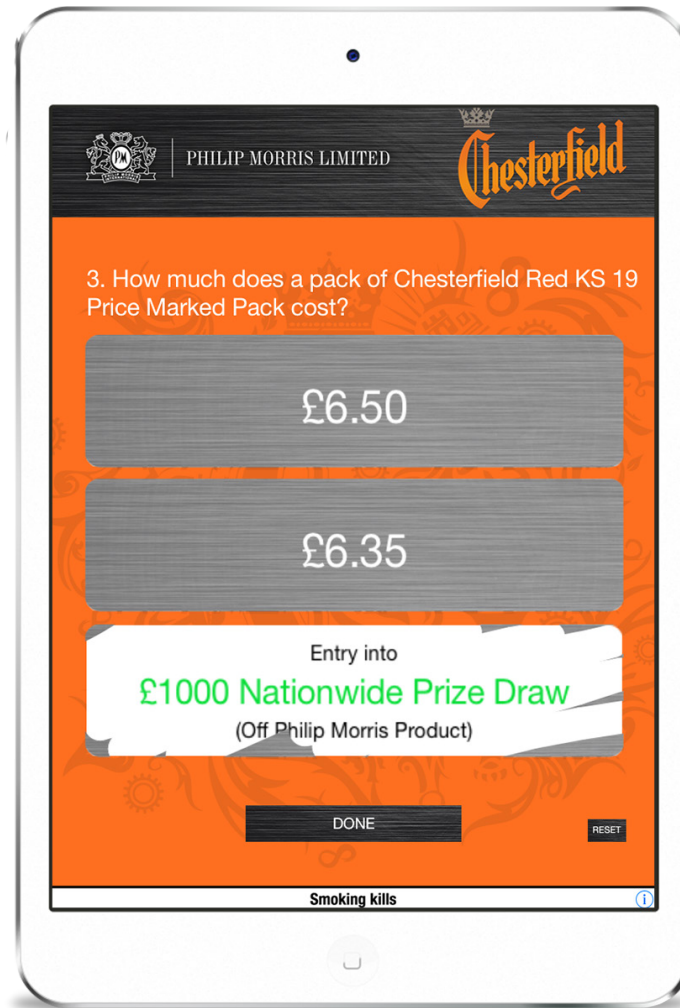 PM
PHILIP MORRIS LIMITED
Chesterfield
3. How much does a pack of Chesterfield Red KS 19
Price Marked Pack cost?
£6.50
£6.35
Entry into
£1000 Nationwide Prize Draw
(Off Philip Morris Product)
DONE
RESET
Smoking kills
i